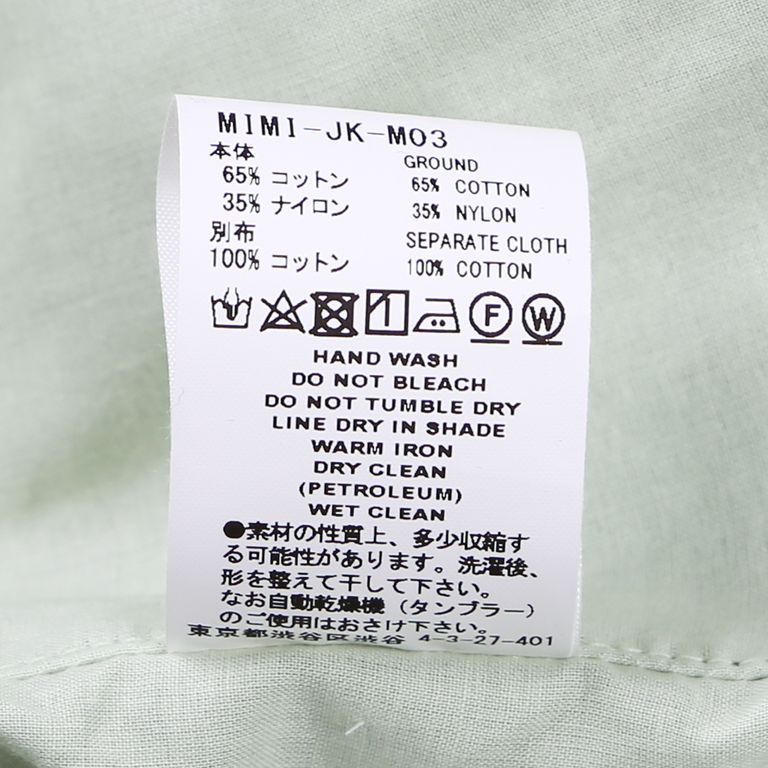 MIMI-JK-M03
本体 GROUND
65% コットン 65% COTTON
35% ナイロン 35% NYLON
別布 SEPARATE CLOTH
100% コットン 100% COTTON
F W
HAND WASH
DO NOT BLEACH
DO NOT TUMBLE DRY
LINE DRY IN SHADE
WARM IRON
DRY CLEAN
(PETROLEUM)
WET CLEAN
●素材の性質上、多少収縮す
る可能性があります。洗濯後、
形を整えて干して下さい。
なお自動乾燥機（タンブラー）
のご使用はおさけ下さい。
東京都渋谷区渋谷 4-3-27-401